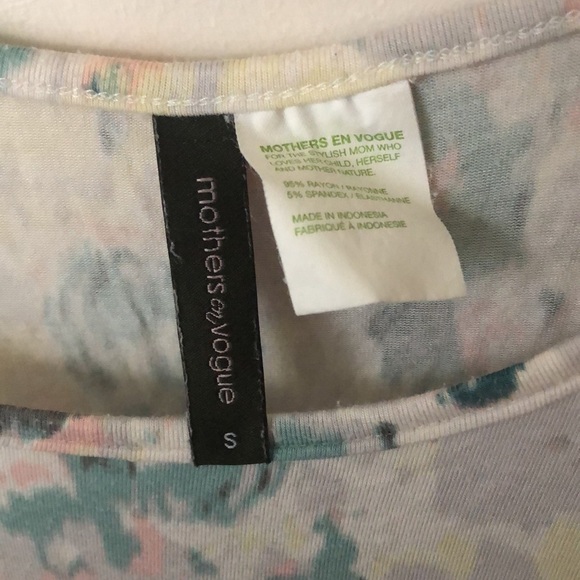 mothers en vogue
S
MOTHERS EN VOGUE
FOR THE STYLISH MOM WHO
LOVES HER CHILD, HERSELF
AND MOTHER NATURE.
95% RAYON / RAYONNE
5% SPANDEX / ELASTHANNE
MADE IN INDONESIA
FABRIQUÉ À INDONESIE